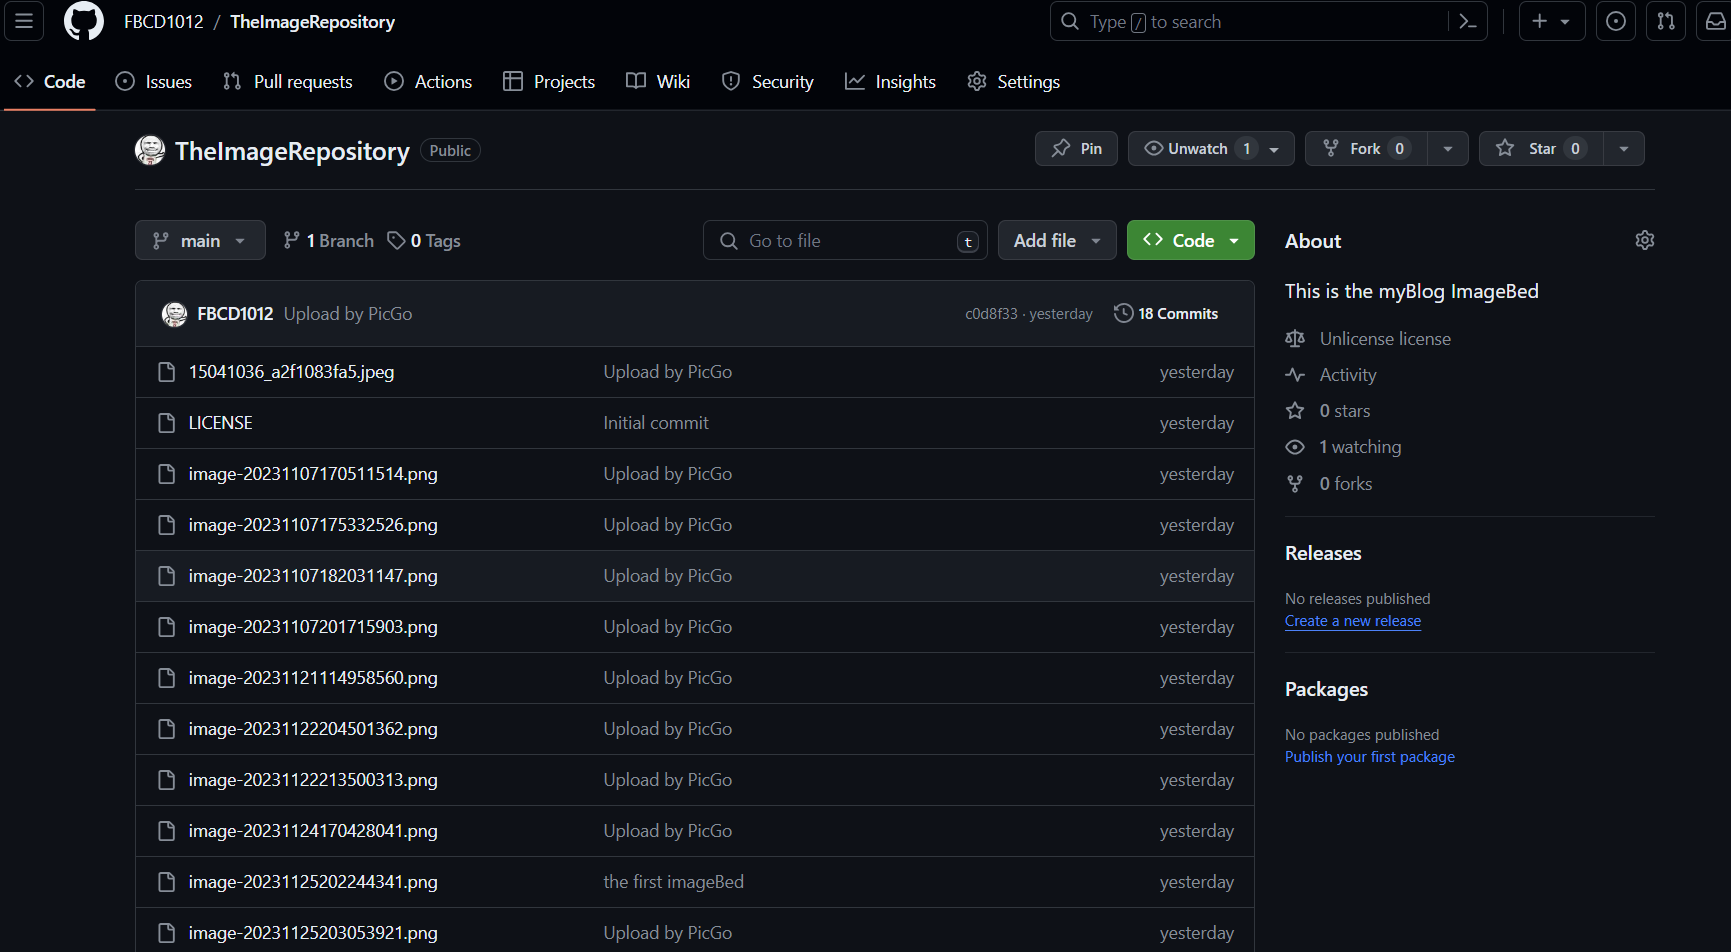 FBCD1012 / TheImageRepository
Type / to search
Code Issues Pull requests Actions Projects Wiki Security Insights Settings
TheImageRepository Public
Pin Unwatch 1 Fork 0 Star 0
main 1 Branch 0 Tags Go to file t Add file Code
FBCD1012 Upload by PicGo c0d8f33 · yesterday 18 Commits
15041036_a2f1083fa5.jpeg Upload by PicGo yesterday
LICENSE Initial commit yesterday
image-20231107170511514.png Upload by PicGo yesterday
image-20231107175332526.png Upload by PicGo yesterday
image-20231107182031147.png Upload by PicGo yesterday
image-20231107201715903.png Upload by PicGo yesterday
image-20231121114958560.png Upload by PicGo yesterday
image-20231122204501362.png Upload by PicGo yesterday
image-20231122213500313.png Upload by PicGo yesterday
image-20231124170428041.png Upload by PicGo yesterday
image-20231125202244341.png the first imageBed yesterday
image-20231125203053921.png Upload by PicGo yesterday
About
This is the myBlog ImageBed
Unlicense license
Activity
0 stars
1 watching
0 forks
Releases
No releases published
Create a new release
Packages
No packages published
Publish your first package